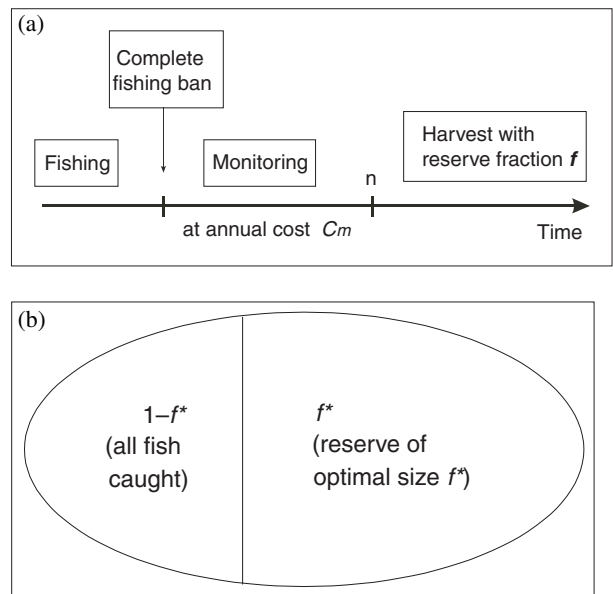 (a)
Complete
fishing ban
Fishing
Monitoring
n
Harvest with
reserve fraction f
at annual cost Cm
Time
(b)
1–f*
(all fish
caught)
f*
(reserve of
optimal size f*)